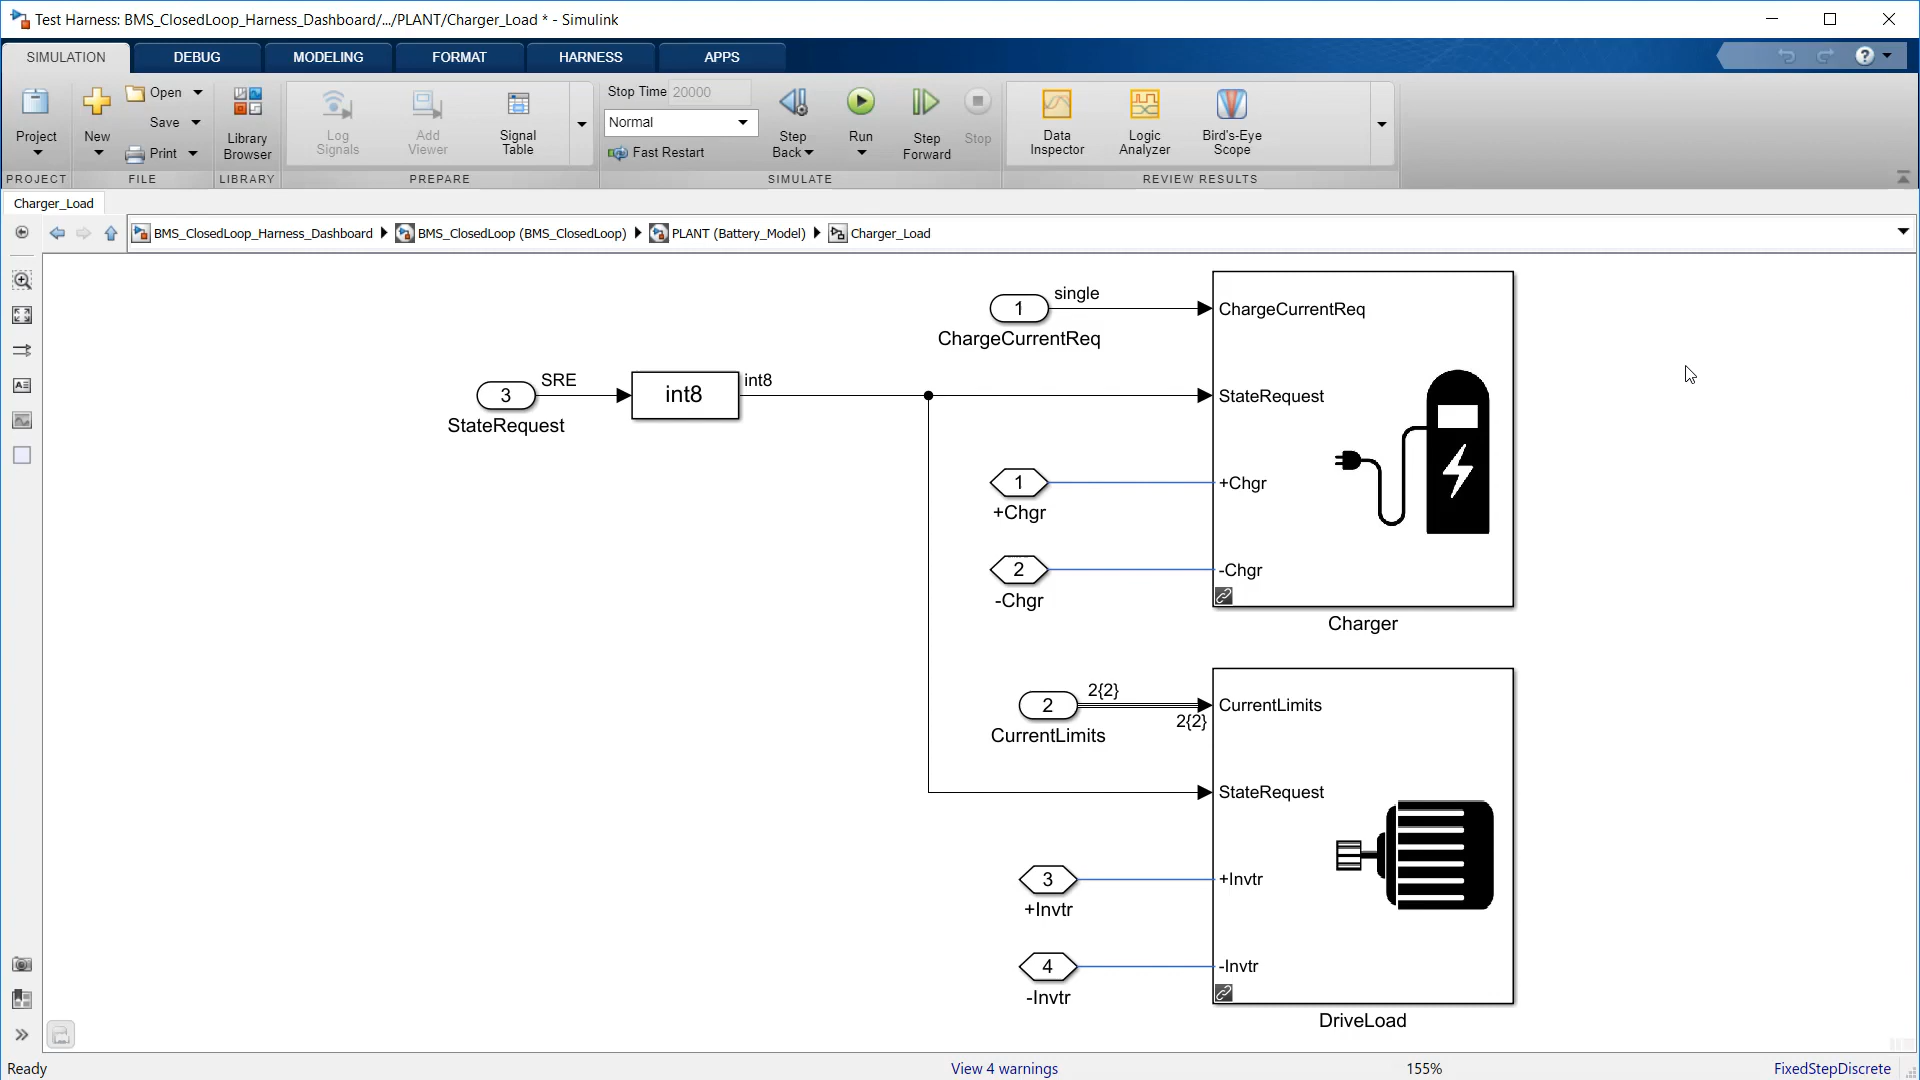 Test Harness: BMS_ClosedLoop_Harness_Dashboard/.../PLANT/Charger_Load * - Simulink
SIMULATION DEBUG MODELING FORMAT HARNESS APPS
Project
New
Open
Save
Print
Library
Browser
Log
Signals
Add
Viewer
Signal
Table
Stop Time 20000
Normal
Fast Restart
Step
Back
Run
Step
Forward
Stop
Data
Inspector
Logic
Analyzer
Bird's-Eye
Scope
PROJECT FILE LIBRARY PREPARE SIMULATE REVIEW RESULTS
Charger_Load
BMS_ClosedLoop_Harness_Dashboard BMS_ClosedLoop (BMS_ClosedLoop) PLANT (Battery_Model) Charger_Load
single
1
ChargeCurrentReq
ChargeCurrentReq
SRE
3
StateRequest
int8
int8
StateRequest
1
+Chgr
+Chgr
2
-Chgr
-Chgr
Charger
2{2}
2
CurrentLimits
2{2}
CurrentLimits
StateRequest
3
+Invtr
+Invtr
4
-Invtr
-Invtr
DriveLoad
Ready View 4 warnings 155% FixedStepDiscrete